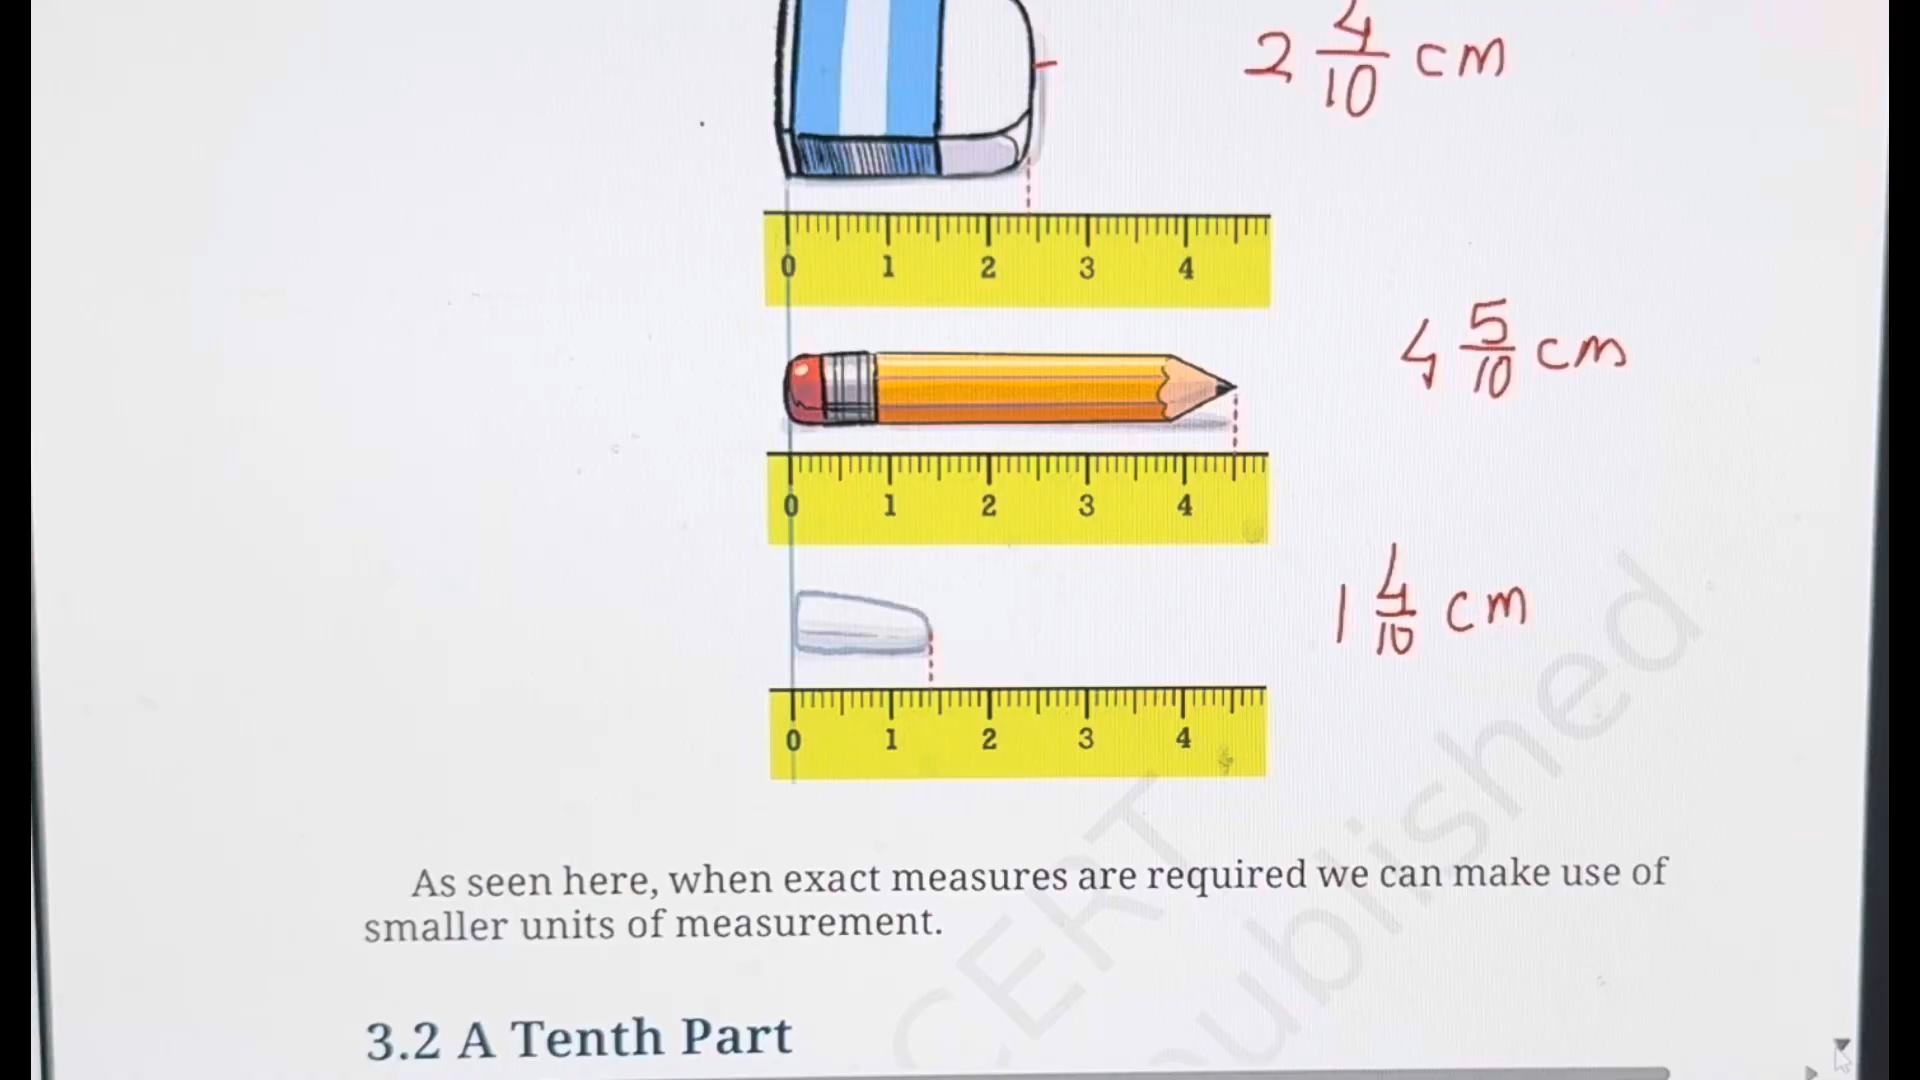 2 4/10 cm
0 1 2 3 4
4 5/10 cm
0 1 2 3 4
1 4/10 cm
0 1 2 3 4
As seen here, when exact measures are required we can make use of
smaller units of measurement.
3.2 A Tenth Part
CERT
published